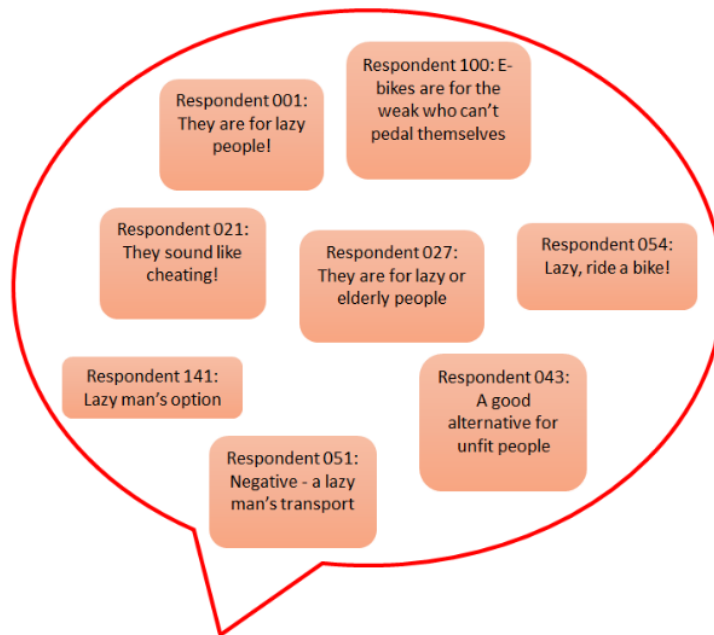 Respondent 001:
They are for lazy
people!
Respondent 100: E-
bikes are for the
weak who can't
pedal themselves
Respondent 021:
They sound like
cheating!
Respondent 027:
They are for lazy or
elderly people
Respondent 054:
Lazy, ride a bike!
Respondent 141:
Lazy man's option
Respondent 043:
A good
alternative for
unfit people
Respondent 051:
Negative - a lazy
man's transport